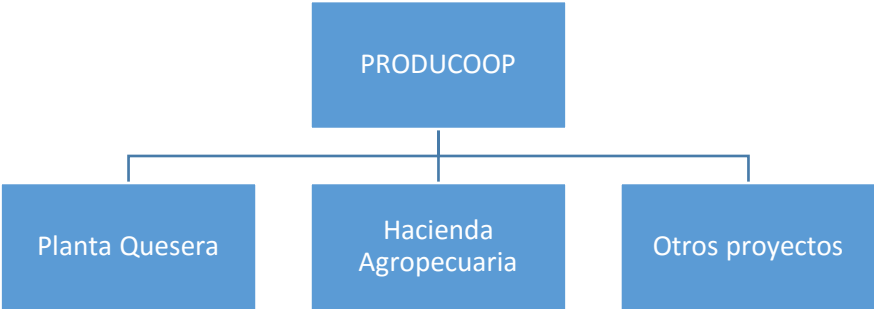 PRODUCOOP
Planta Quesera
Hacienda
Agropecuaria
Otros proyectos